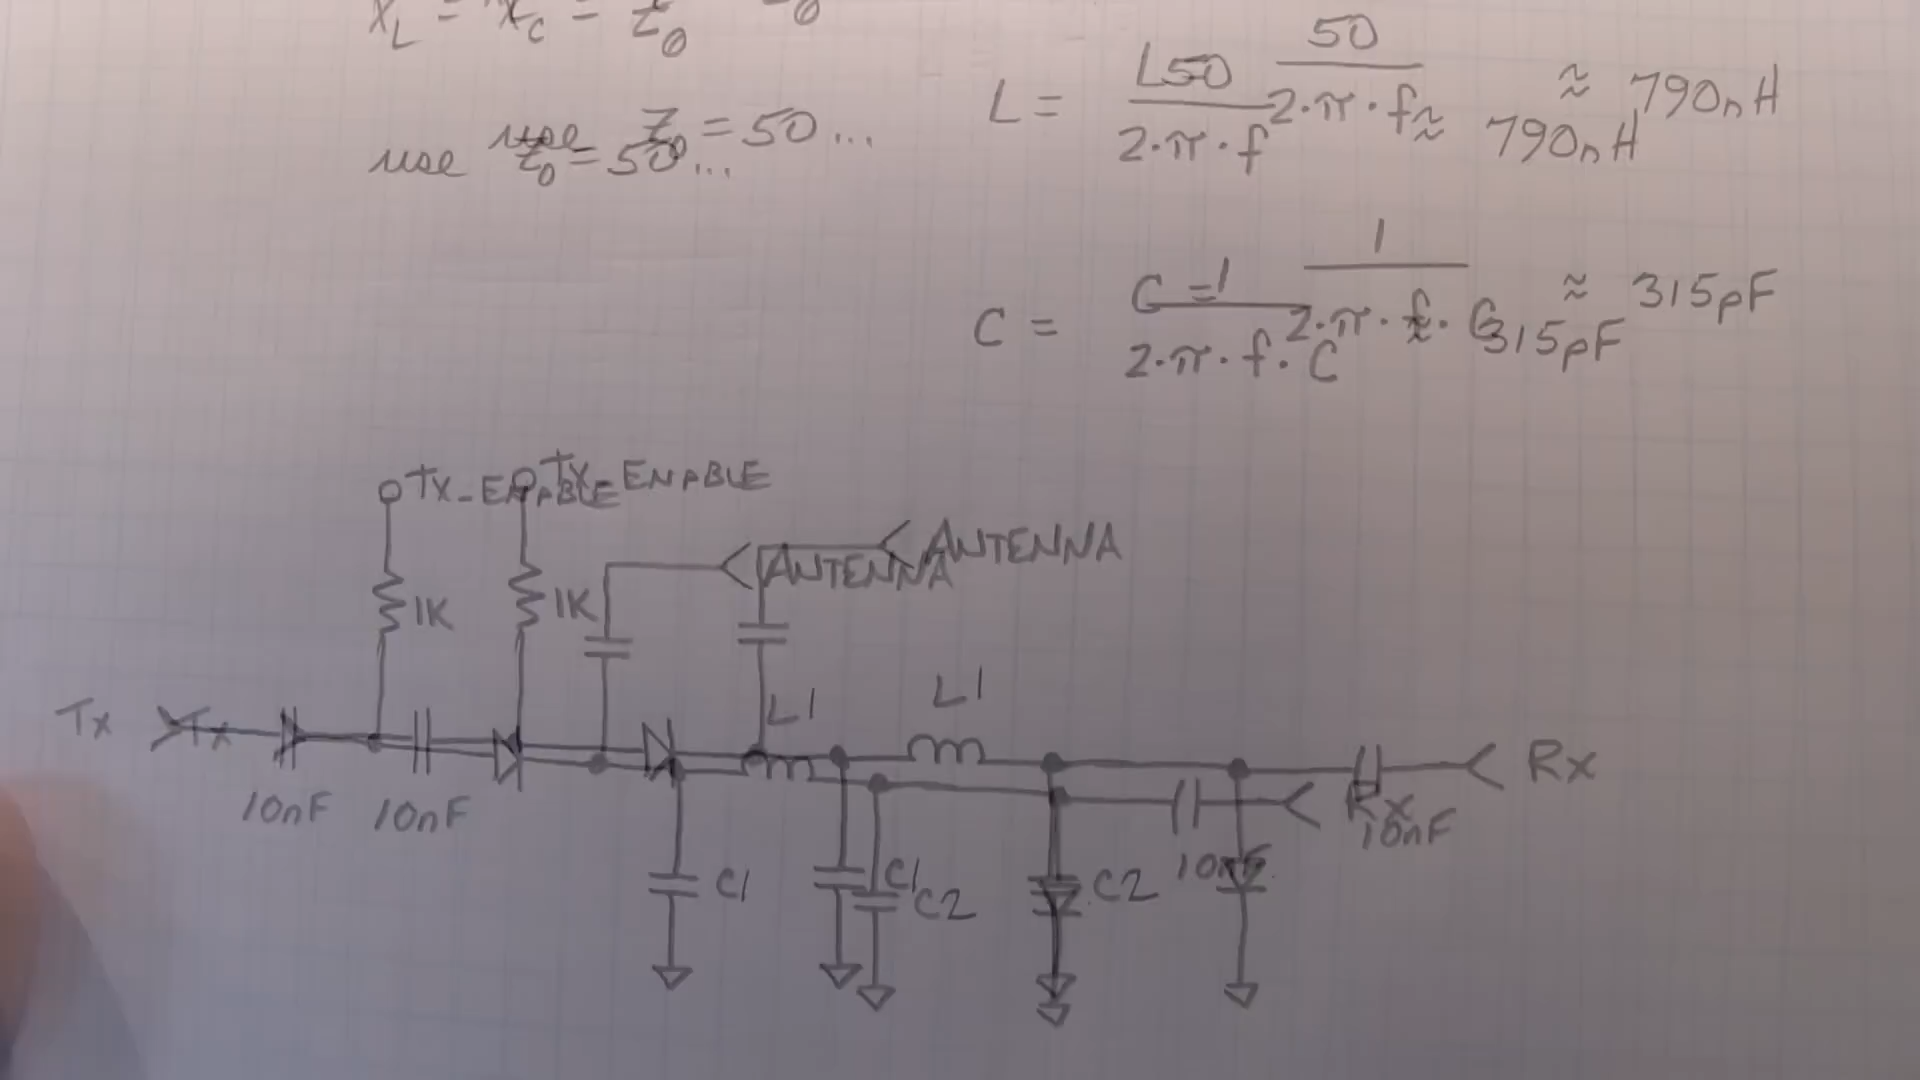 X_L = X_C = Z_0
use Z_0 = 50...
use Z_0 = 50...
L = 50 / 2·π·f ≈ 790nH
L 50 / 2·π·f ≈ 790nH
C = 1 / 2·π·f·C ≈ 315pF
C = 1 / 2·π·f·C ≈ 315pF
Tx_ENABLE
Tx_ENABLE
ANTENNA
ANTENNA
1K
1K
L1
L1
Tx
Tx
Rx
Rx
10nF
10nF
10nF
10nF
C1
C1
C2
C2